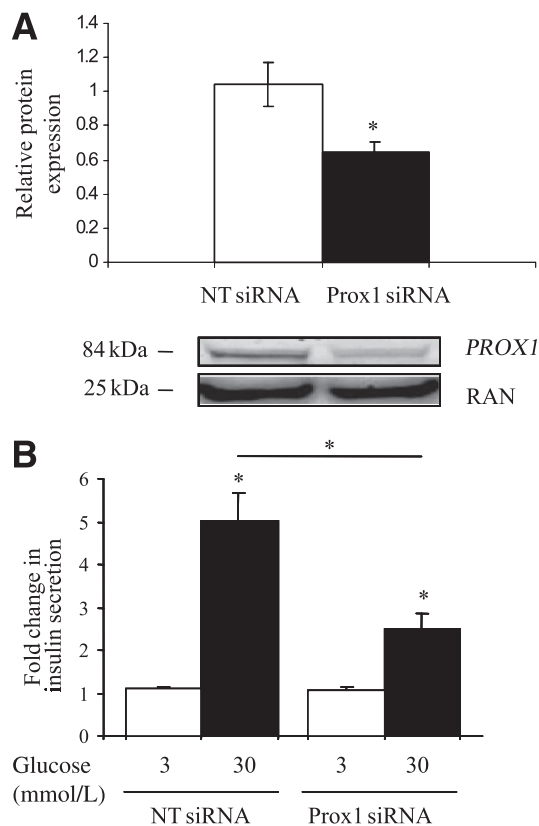 A
1.4
1.2
1
0.8
0.6
0.4
0.2
0
Relative protein
expression
*
NT siRNA Prox1 siRNA
84 kDa – PROX1
25 kDa – RAN
B
*
6
5
4
3
2
1
0
Fold change in
insulin secretion
*
*
Glucose 3 30 3 30
(mmol/L)
NT siRNA Prox1 siRNA